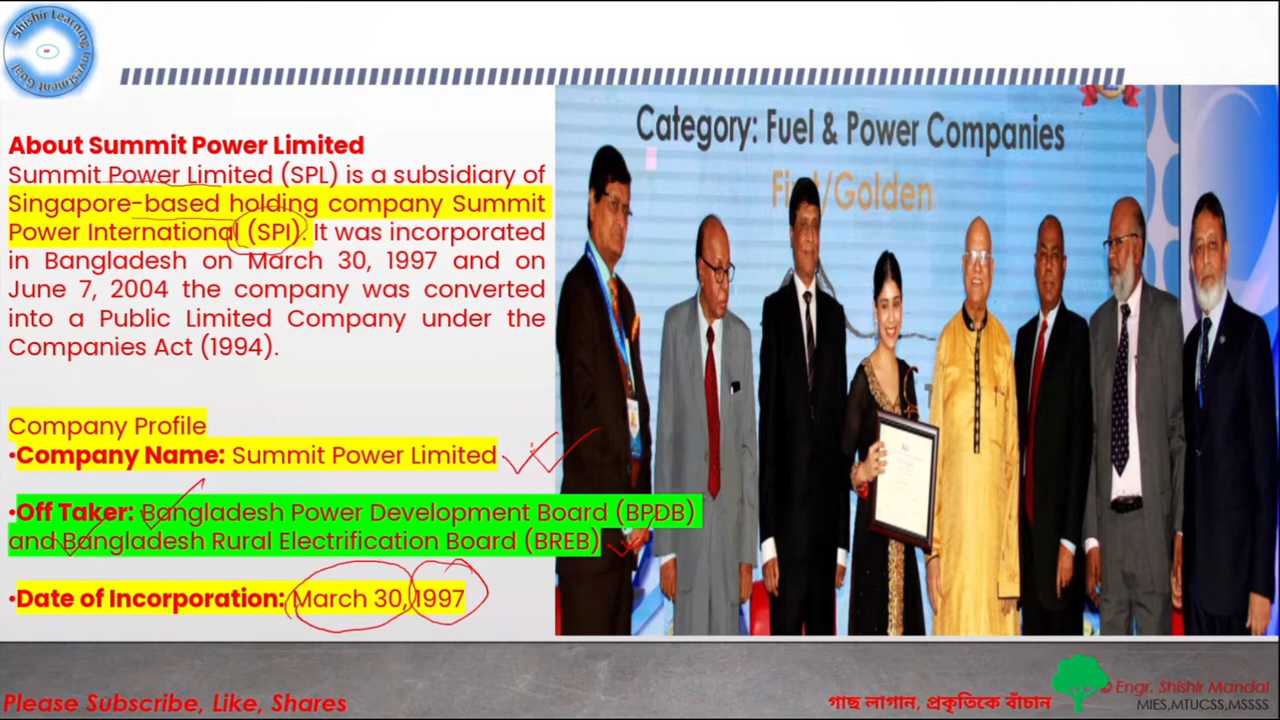 Shishir Learning
Investment Goal
About Summit Power Limited
Summit Power Limited (SPL) is a subsidiary of
Singapore-based holding company Summit
Power International (SPI). It was incorporated
in Bangladesh on March 30, 1997 and on
June 7, 2004 the company was converted
into a Public Limited Company under the
Companies Act (1994).
Company Profile
•Company Name: Summit Power Limited
•Off Taker: Bangladesh Power Development Board (BPDB)
and Bangladesh Rural Electrification Board (BREB)
•Date of Incorporation: March 30, 1997
Category: Fuel & Power Companies
First/Golden
Please Subscribe, Like, Shares
গাছ লাগান, প্রকৃতিকে বাঁচান
© Engr. Shishir Mandal
MIES,MTUCSS,MSSSS